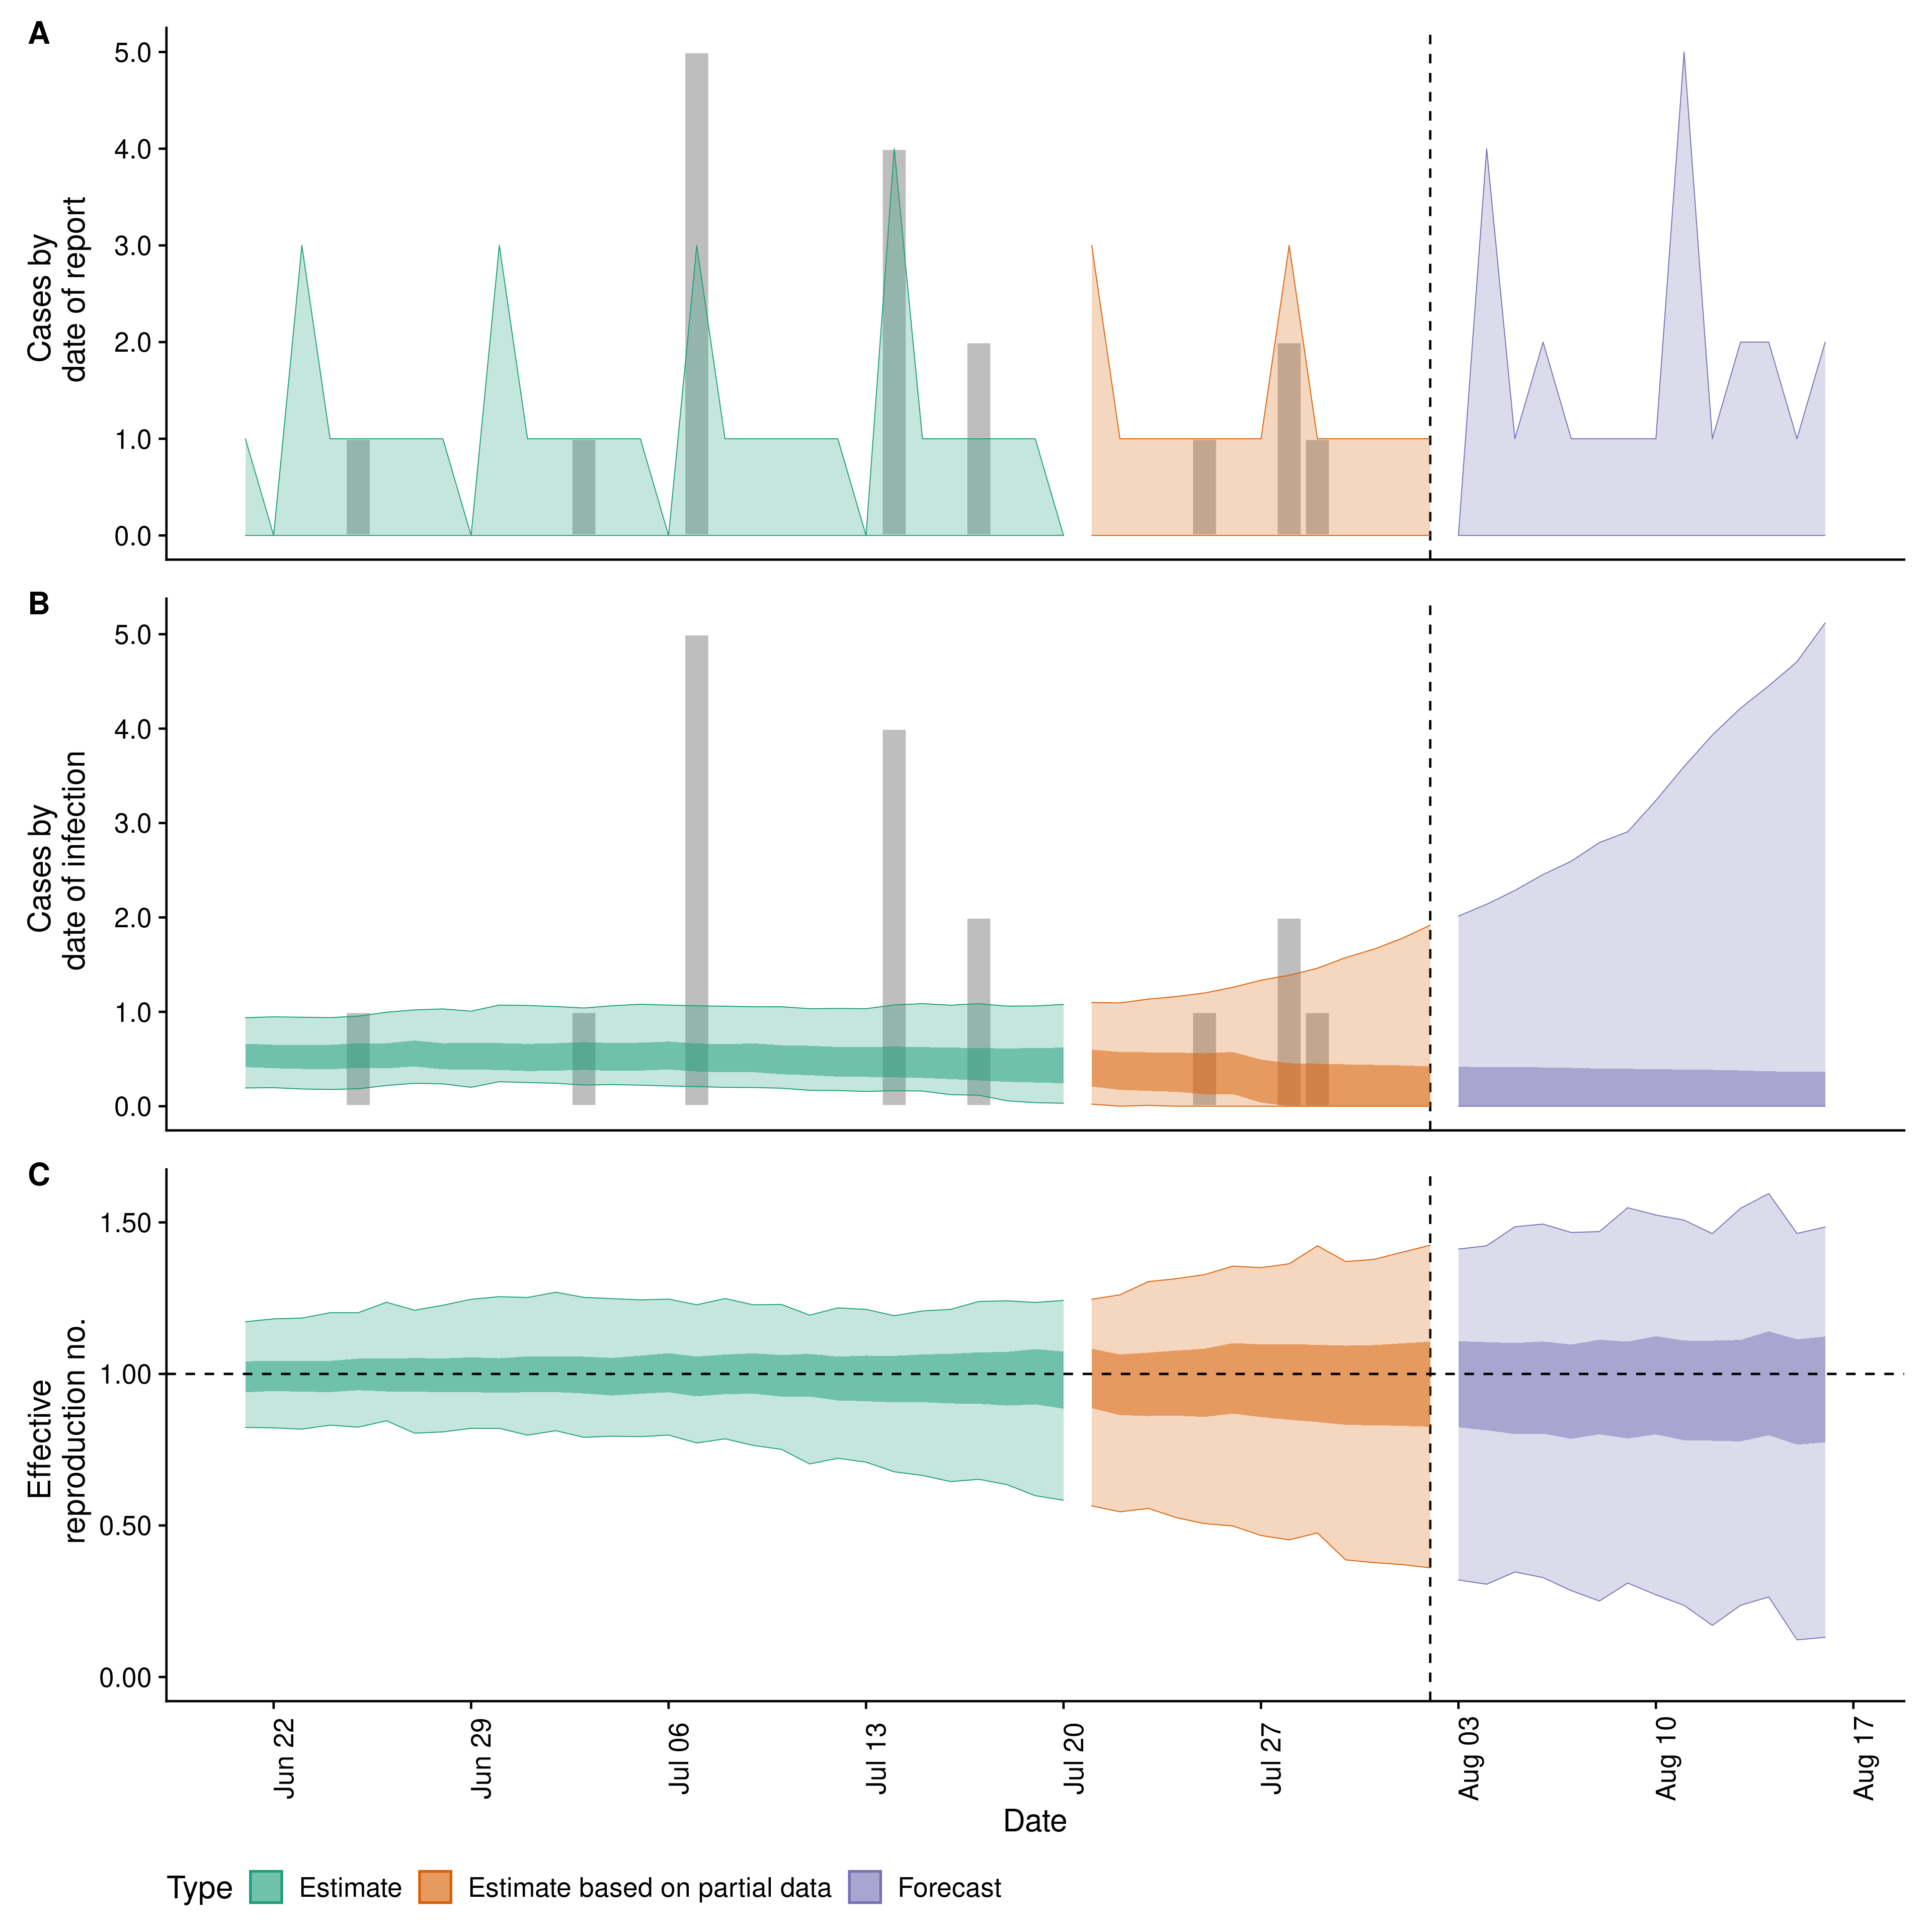 A
5.0
4.0
3.0
2.0
1.0
0.0
Cases by
date of report
B
5.0
4.0
3.0
2.0
1.0
0.0
Cases by
date of infection
C
1.50
1.00
0.50
0.00
Effective
reproduction no.
Jun 22
Jun 29
Jul 06
Jul 13
Jul 20
Jul 27
Aug 03
Aug 10
Aug 17
Date
Type Estimate Estimate based on partial data Forecast